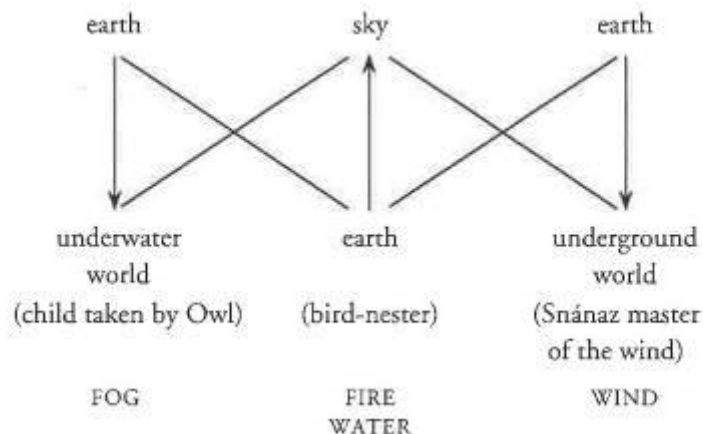 earth sky earth
underwater earth underground
world world
(child taken by Owl) (bird-nester) (Snánaz master
of the wind)
FOG FIRE WIND
WATER